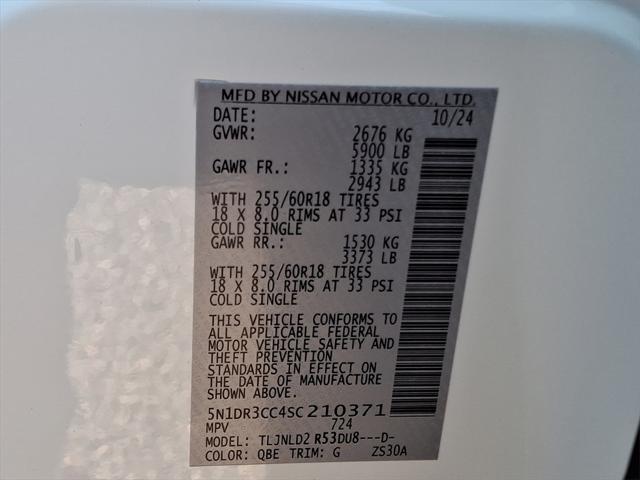 MFD BY NISSAN MOTOR CO., LTD.
DATE: 10/24
GVWR: 2676 KG
5900 LB
GAWR FR.: 1335 KG
2943 LB
WITH 255/60R18 TIRES
18 X 8.0 RIMS AT 33 PSI
COLD SINGLE
GAWR RR.: 1530 KG
3373 LB
WITH 255/60R18 TIRES
18 X 8.0 RIMS AT 33 PSI
COLD SINGLE
THIS VEHICLE CONFORMS TO
ALL APPLICABLE FEDERAL
MOTOR VEHICLE SAFETY AND
THEFT PREVENTION
STANDARDS IN EFFECT ON
THE DATE OF MANUFACTURE
SHOWN ABOVE.
5N1DR3CC4SC210371
MPV 724
MODEL: TLJNLD2 R53DU8---D-
COLOR: QBE TRIM: G ZS30A